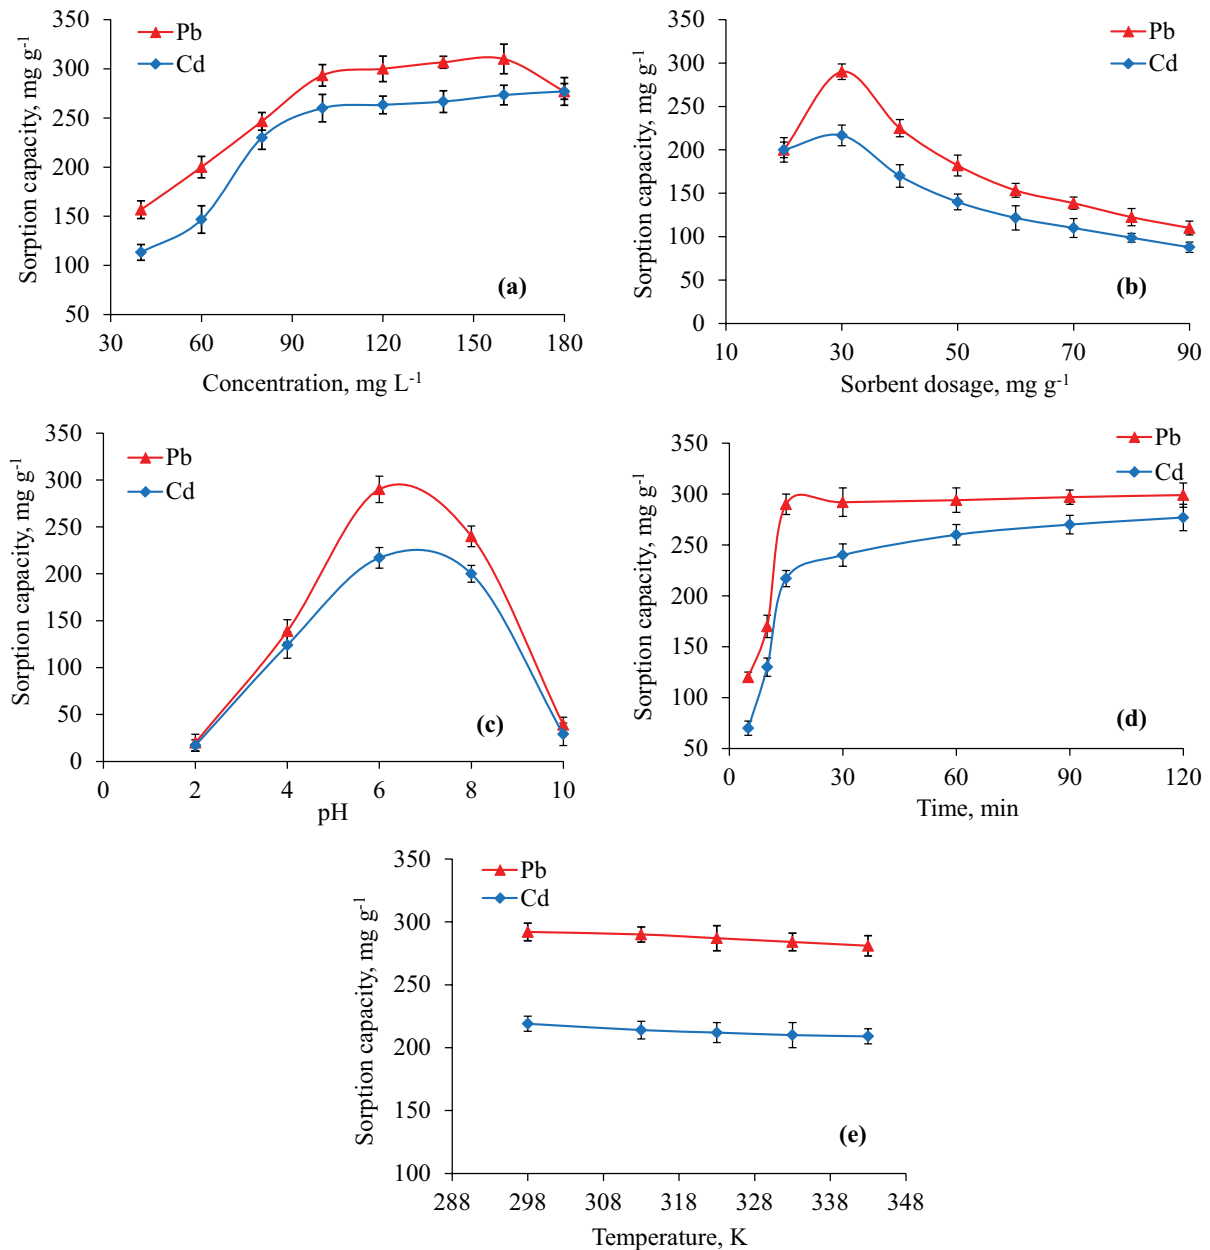 350
300
250
200
150
100
50
30
60
90
120
150
180
Sorption capacity, mg g-1
Concentration, mg L-1
Pb
Cd
(a)
350
300
250
200
150
100
50
0
10
30
50
70
90
Sorption capacity, mg g-1
Sorbent dosage, mg g-1
Pb
Cd
(b)
350
300
250
200
150
100
50
0
0
2
4
6
8
10
Sorption capacity, mg g-1
pH
Pb
Cd
(c)
350
300
250
200
150
100
50
0
30
60
90
120
Sorption capacity, mg g-1
Time, min
Pb
Cd
(d)
350
300
250
200
150
100
288
298
308
318
328
338
348
Sorption capacity, mg g-1
Temperature, K
Pb
Cd
(e)